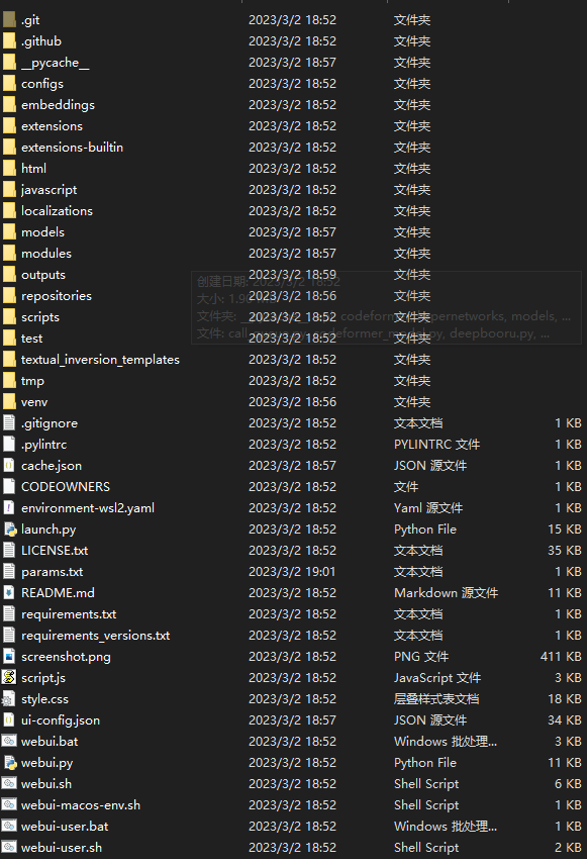 .git 2023/3/2 18:52 文件夹
.github 2023/3/2 18:52 文件夹
__pycache__ 2023/3/2 18:57 文件夹
configs 2023/3/2 18:52 文件夹
embeddings 2023/3/2 18:52 文件夹
extensions 2023/3/2 18:52 文件夹
extensions-builtin 2023/3/2 18:52 文件夹
html 2023/3/2 18:52 文件夹
javascript 2023/3/2 18:52 文件夹
localizations 2023/3/2 18:52 文件夹
models 2023/3/2 18:57 文件夹
modules 2023/3/2 18:57 文件夹
outputs 2023/3/2 18:59 文件夹
创建日期: 2023/3/2 18:52
repositories 2023/3/2 18:56 文件夹
大小:
scripts 2023/3/2 18:52 文件夹
文件夹: models, ...
test 2023/3/2 18:52 文件夹
文件: deepbooru.py, ...
textual_inversion_templates 2023/3/2 18:52 文件夹
tmp 2023/3/2 18:52 文件夹
venv 2023/3/2 18:56 文件夹
.gitignore 2023/3/2 18:52 文本文档 1 KB
.pylintrc 2023/3/2 18:52 PYLINTRC 文件 1 KB
cache.json 2023/3/2 18:57 JSON 源文件 1 KB
CODEOWNERS 2023/3/2 18:52 文件 1 KB
environment-wsl2.yaml 2023/3/2 18:52 Yaml 源文件 1 KB
launch.py 2023/3/2 18:52 Python File 15 KB
LICENSE.txt 2023/3/2 18:52 文本文档 35 KB
params.txt 2023/3/2 19:01 文本文档 1 KB
README.md 2023/3/2 18:52 Markdown 源文件 11 KB
requirements.txt 2023/3/2 18:52 文本文档 1 KB
requirements_versions.txt 2023/3/2 18:52 文本文档 1 KB
screenshot.png 2023/3/2 18:52 PNG 文件 411 KB
script.js 2023/3/2 18:52 JavaScript 文件 3 KB
style.css 2023/3/2 18:52 层叠样式表文档 18 KB
ui-config.json 2023/3/2 18:57 JSON 源文件 34 KB
webui.bat 2023/3/2 18:52 Windows 批处理... 3 KB
webui.py 2023/3/2 18:52 Python File 11 KB
webui.sh 2023/3/2 18:52 Shell Script 6 KB
webui-macos-env.sh 2023/3/2 18:52 Shell Script 1 KB
webui-user.bat 2023/3/2 18:52 Windows 批处理... 1 KB
webui-user.sh 2023/3/2 18:52 Shell Script 2 KB